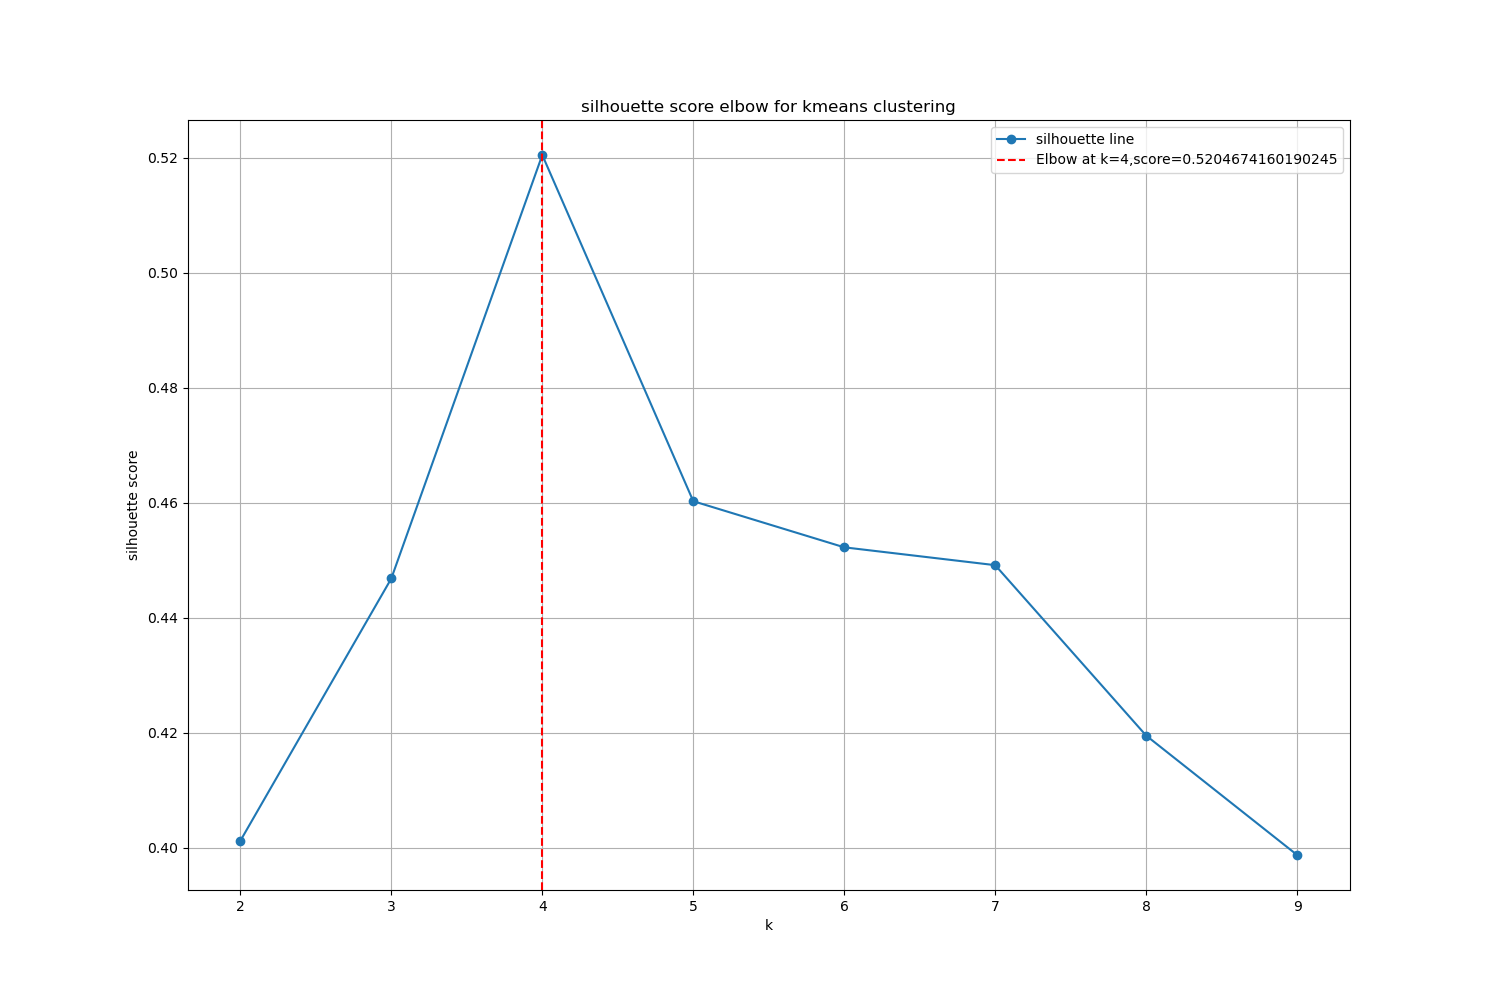 silhouette score elbow for kmeans clustering
silhouette line
Elbow at k=4,score=0.5204674160190245
0.52
0.50
0.48
0.46
0.44
0.42
0.40
silhouette score
2 3 4 5 6 7 8 9
k